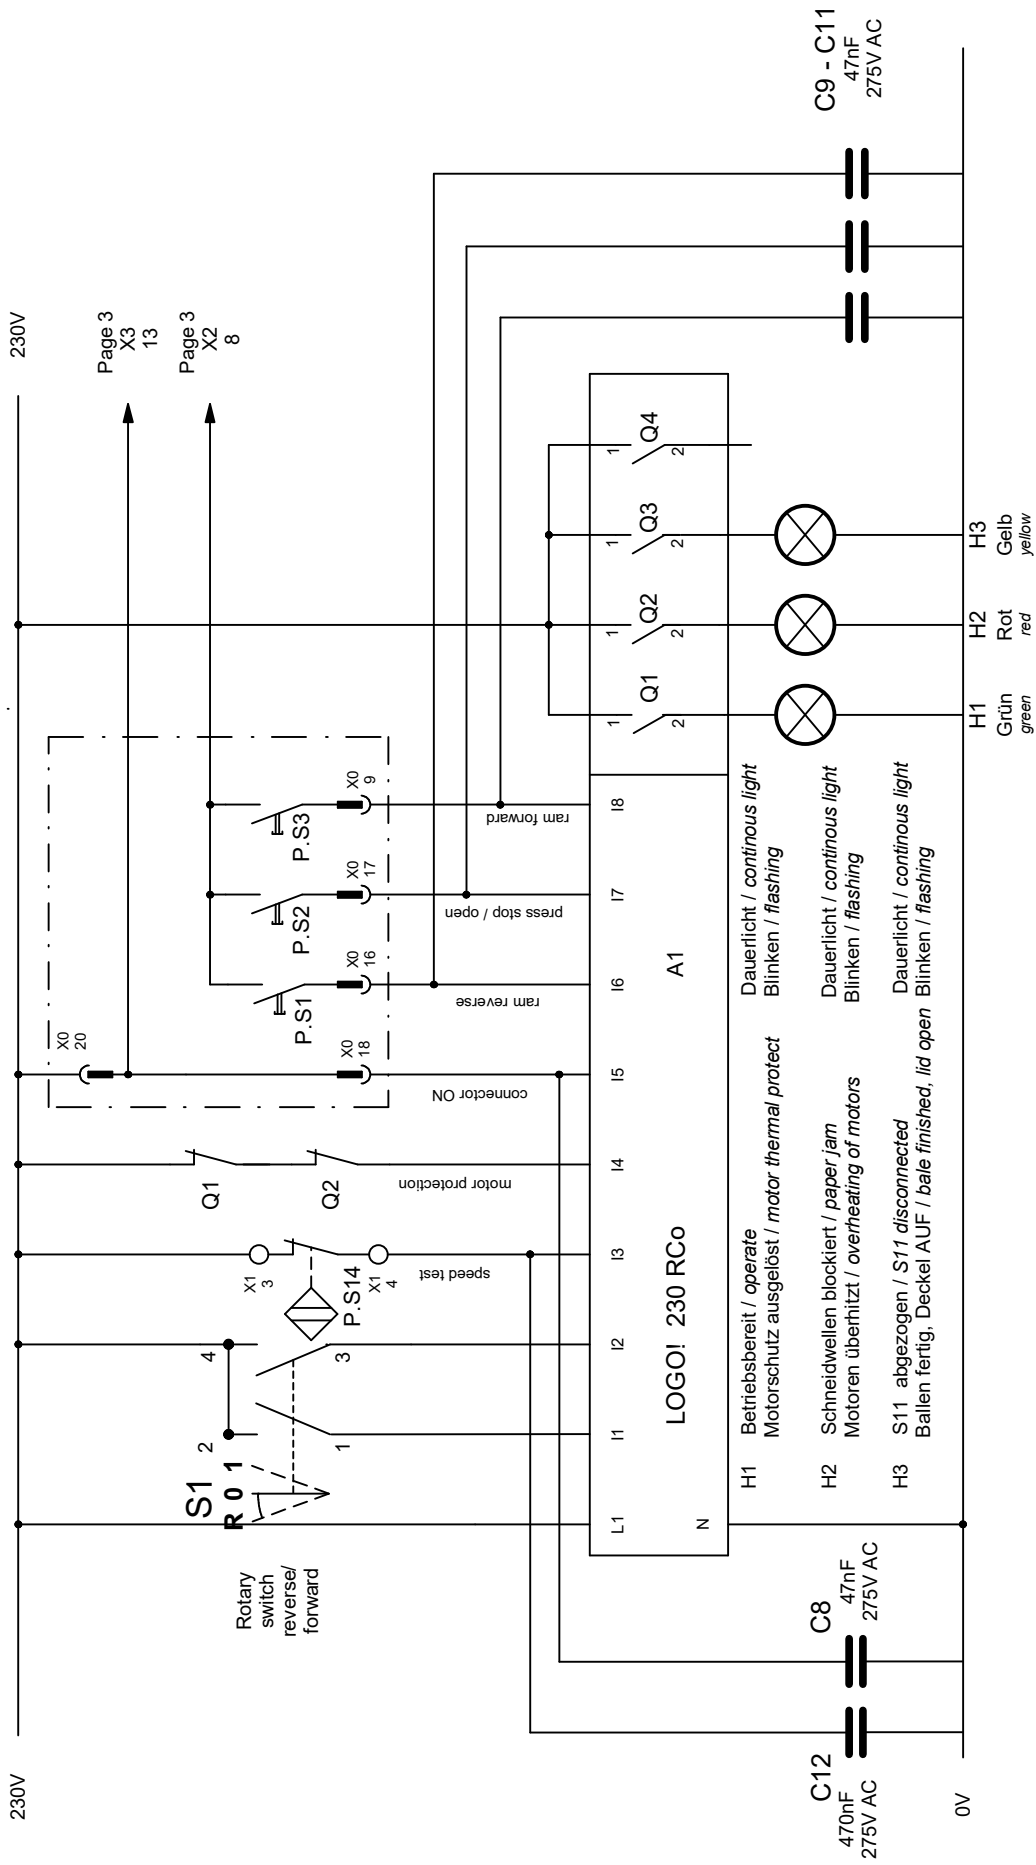 230V
230V
Page 3
X3
13
Page 3
X2
8
Rotary
switch
reverse/
forward
S1
R 0 1
2
4
1
3
X1
3
P.S14
X1
4
speed test
Q1
Q2
motor protection
X0
20
X0
18
connector ON
P.S1
X0
16
ram reverse
P.S2
X0
17
press stop / open
P.S3
X0
9
ram forward
L1
I1
I2
I3
I4
I5
I6
I7
I8
N
LOGO! 230 RCo
A1
1
Q1
2
1
Q2
2
1
Q3
2
1
Q4
2
H1 Betriebsbereit / operate Dauerlicht / continous light
Motorschutz ausgelöst / motor thermal protect Blinken / flashing
H2 Schneidwellen blockiert / paper jam Dauerlicht / continous light
Motoren überhitzt / overheating of motors Blinken / flashing
H3 S11 abgezogen / S11 disconnected Dauerlicht / continous light
Ballen fertig, Deckel AUF / bale finished, lid open Blinken / flashing
C12
470nF
275V AC
C8
47nF
275V AC
C9 - C11
47nF
275V AC
0V
H1
Grün
green
H2
Rot
red
H3
Gelb
yellow